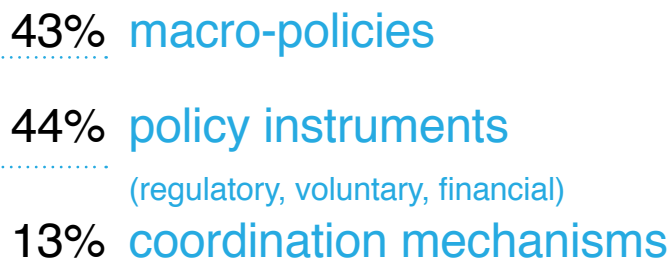 43% macro-policies
44% policy instruments
(regulatory, voluntary, financial)
13% coordination mechanisms